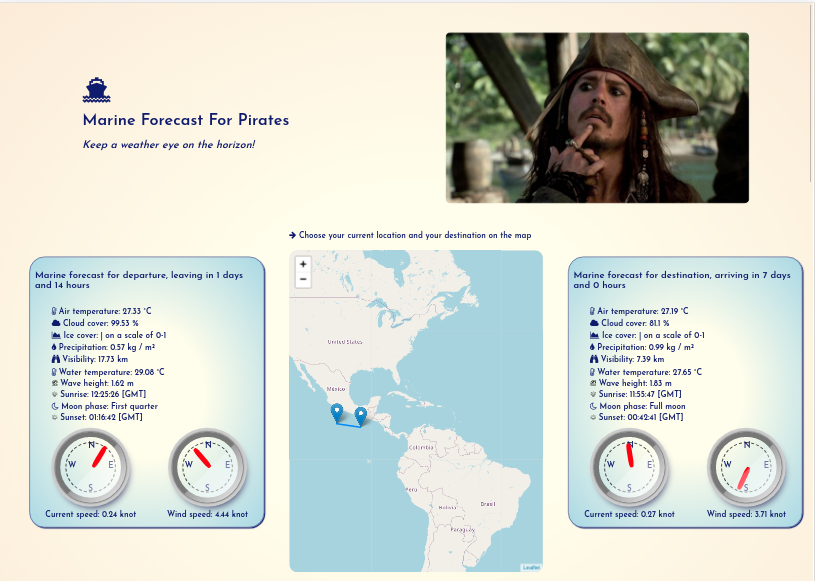 Marine Forecast For Pirates
Keep a weather eye on the horizon!
Choose your current location and your destination on the map
Marine forecast for departure, leaving in 1 days
and 14 hours
Air temperature: 27.33 °C
Cloud cover: 99.53 %
Ice cover: | on a scale of 0-1
Precipitation: 0.57 kg / m²
Visibility: 17.73 km
Water temperature: 29.08 °C
Wave height: 1.62 m
Sunrise: 12:25:26 [GMT]
Moon phase: First quarter
Sunset: 01:16:42 [GMT]
N
W E
S
N
W E
S
Current speed: 0.24 knot
Wind speed: 4.44 knot
+
−
United States
México
Colombia
Peru
Brasil
Bolivia
Paraguay
Leaflet
Marine forecast for destination, arriving in 7 days
and 0 hours
Air temperature: 27.19 °C
Cloud cover: 81.1 %
Ice cover: | on a scale of 0-1
Precipitation: 0.99 kg / m²
Visibility: 7.39 km
Water temperature: 27.65 °C
Wave height: 1.83 m
Sunrise: 11:55:47 [GMT]
Moon phase: Full moon
Sunset: 00:42:41 [GMT]
N
W E
S
N
W E
S
Current speed: 0.27 knot
Wind speed: 3.71 knot